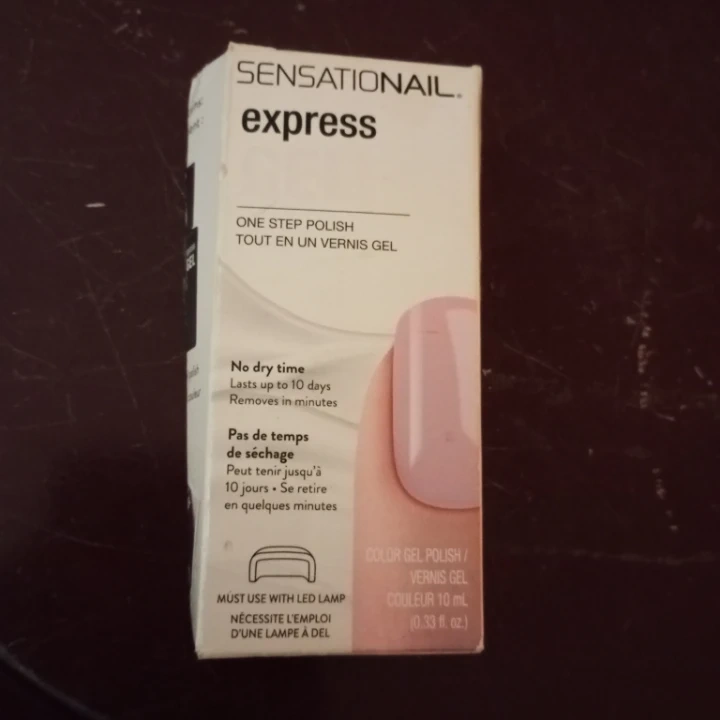 SENSATIONAIL®
express
ONE STEP POLISH
TOUT EN UN VERNIS GEL
No dry time
Lasts up to 10 days
Removes in minutes
Pas de temps
de séchage
Peut tenir jusqu'à
10 jours • Se retire
en quelques minutes
MUST USE WITH LED LAMP
NÉCESSITE L'EMPLOI
D'UNE LAMPE À DEL
COLOR GEL POLISH /
VERNIS GEL
COULEUR 10 mL
(0.33 fl. oz.)
GEL